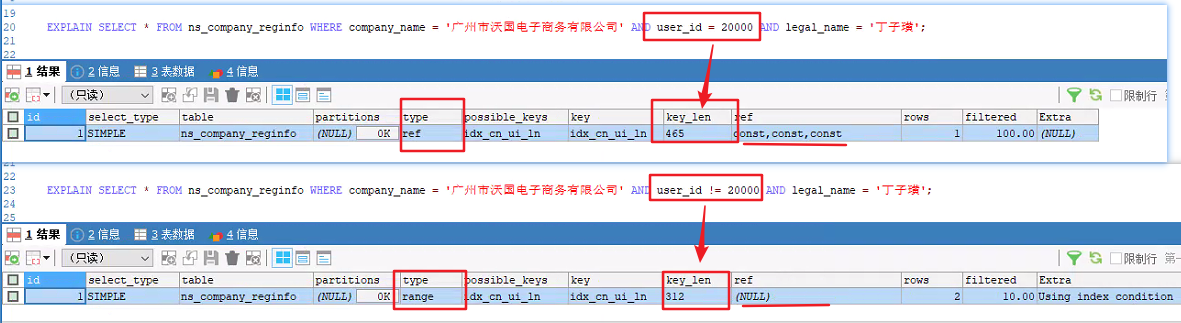 19
20 EXPLAIN SELECT * FROM ns_company_reginfo WHERE company_name = '广州市沃国电子商务有限公司' AND user_id = 20000 AND legal_name = '丁子璜';
21
22
1 结果 2 信息 3 表数据 4 信息
(只读) 限制行
id select_type table partitions type possible_keys key key_len ref rows filtered Extra
1 SIMPLE ns_company_reginfo (NULL) 0K ref idx_cn_ui_ln idx_cn_ui_ln 465 const,const,const 1 100.00 (NULL)
22
23 EXPLAIN SELECT * FROM ns_company_reginfo WHERE company_name = '广州市沃国电子商务有限公司' AND user_id != 20000 AND legal_name = '丁子璜';
24
25
1 结果 2 信息 3 表数据 4 信息
(只读) 限制行 第一
id select_type table partitions type possible_keys key key_len ref rows filtered Extra
1 SIMPLE ns_company_reginfo (NULL) 0K range idx_cn_ui_ln idx_cn_ui_ln 312 (NULL) 2 10.00 Using index condition